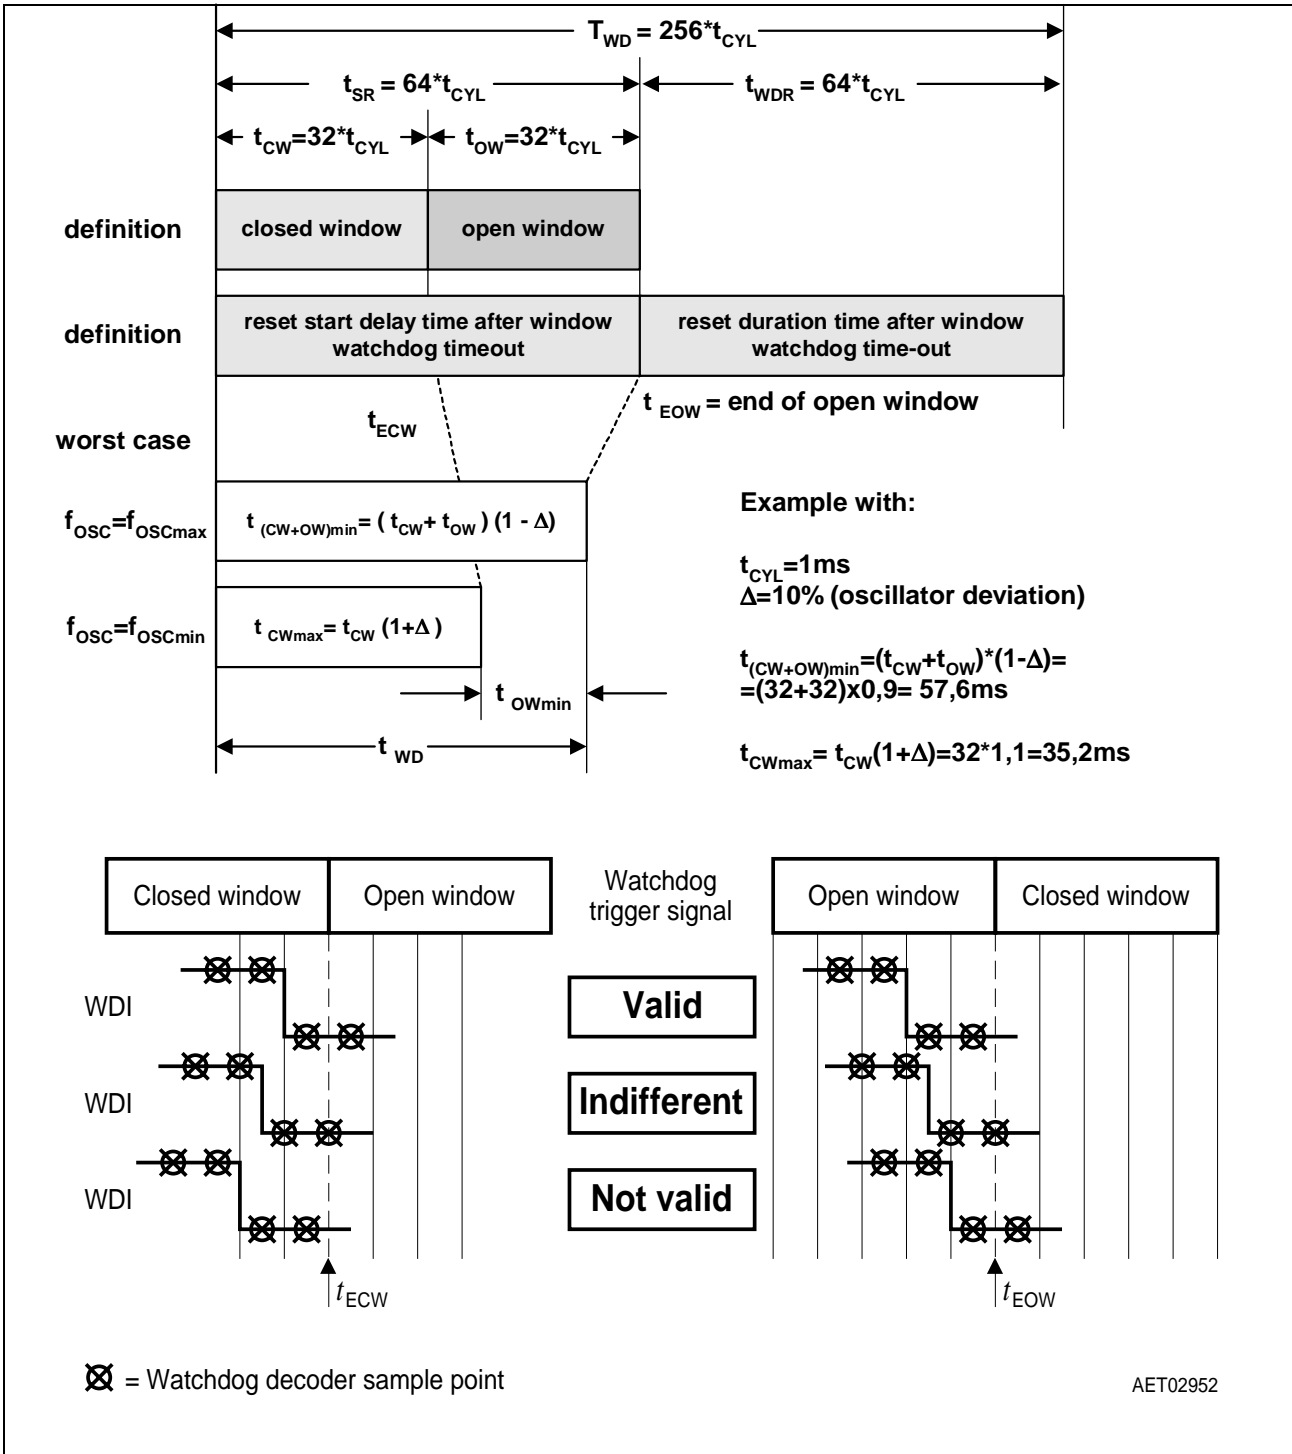 T_WD = 256*t_CYL
t_SR = 64*t_CYL
t_WDR = 64*t_CYL
t_CW=32*t_CYL
t_OW=32*t_CYL
definition
closed window
open window
definition
reset start delay time after window
watchdog timeout
reset duration time after window
watchdog time-out
t_ECW
t_EOW = end of open window
worst case
f_OSC=f_OSCmax
t_(CW+OW)min= ( t_CW+ t_OW ) (1 - Δ)
f_OSC=f_OSCmin
t_CWmax= t_CW (1+Δ )
t_OWmin
t_WD
Example with:
t_CYL=1ms
Δ=10% (oscillator deviation)
t_(CW+OW)min=(t_CW+t_OW)*(1-Δ)=
=(32+32)x0,9= 57,6ms
t_CWmax= t_CW(1+Δ)=32*1,1=35,2ms
Closed window
Open window
Watchdog
trigger signal
Open window
Closed window
WDI
Valid
WDI
Indifferent
WDI
Not valid
t_ECW
t_EOW
= Watchdog decoder sample point
AET02952